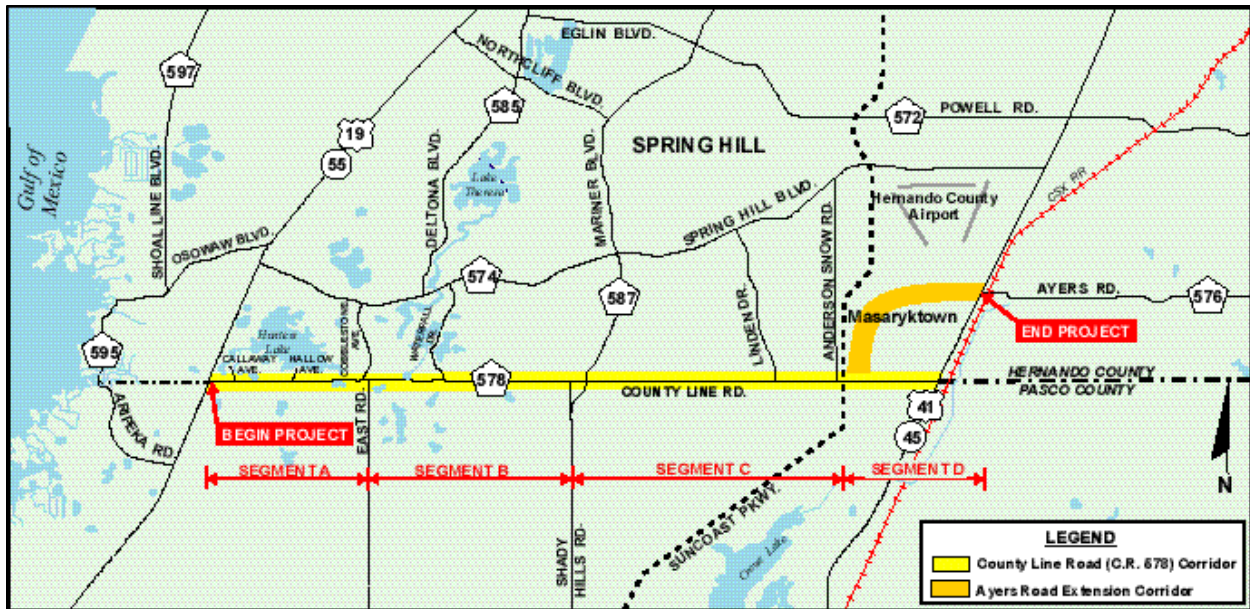 EGLIN BLVD.
NORTHCLIFF BLVD.
597
585
572
POWELL RD.
19
55
SPRING HILL
Gulf of
Mexico
SHOAL LINE BLVD.
DELTONA BLVD.
Lake
Theresa
MARINER BLVD.
SPRING HILL BLVD.
Hernando County
Airport
CSX RR
OSOWAW BLVD.
574
587
LINDEN DR.
ANDERSON SNOW RD.
AYERS RD.
576
Masaryktown
END PROJECT
595
Hunters
Lake
CALLAWAY
AVE.
HALLOW
AVE.
COBBLESTONE
AVE.
WATERFALL
DR.
578
COUNTY LINE RD.
HERNANDO COUNTY
PASCO COUNTY
ARIPEKA RD.
BEGIN PROJECT
EAST RD.
41
45
SEGMENT A
SEGMENT B
SEGMENT C
SEGMENT D
SHADY
HILLS RD.
SUNCOAST PKWY.
Crews Lake
N
LEGEND
County Line Road (C.R. 578) Corridor
Ayers Road Extension Corridor